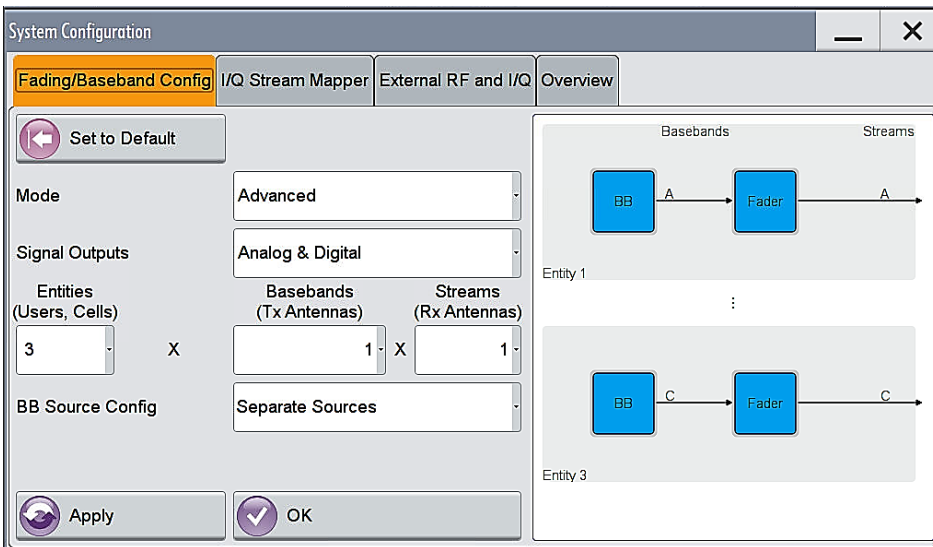 System Configuration
Fading/Baseband Config
I/Q Stream Mapper
External RF and I/Q
Overview
Set to Default
Mode
Advanced
Signal Outputs
Analog & Digital
Entities
(Users, Cells)
Basebands
(Tx Antennas)
Streams
(Rx Antennas)
3 X 1 X 1
BB Source Config
Separate Sources
Apply
OK
Basebands
Streams
BB
A
Fader
A
Entity 1
BB
C
Fader
C
Entity 3